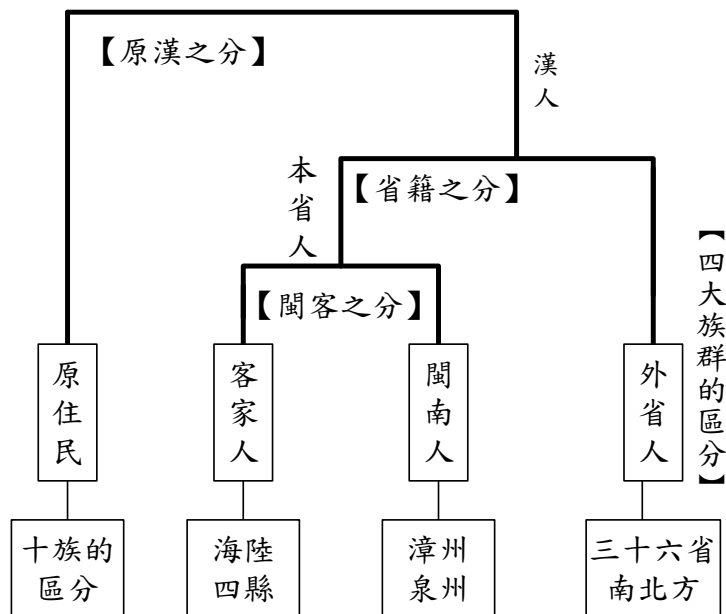 【原漢之分】
漢人
本省人
【省籍之分】
【閩客之分】
【四大族群的區分】
原住民
客家人
閩南人
外省人
十族的
區分
海陸
四縣
漳州
泉州
三十六省
南北方